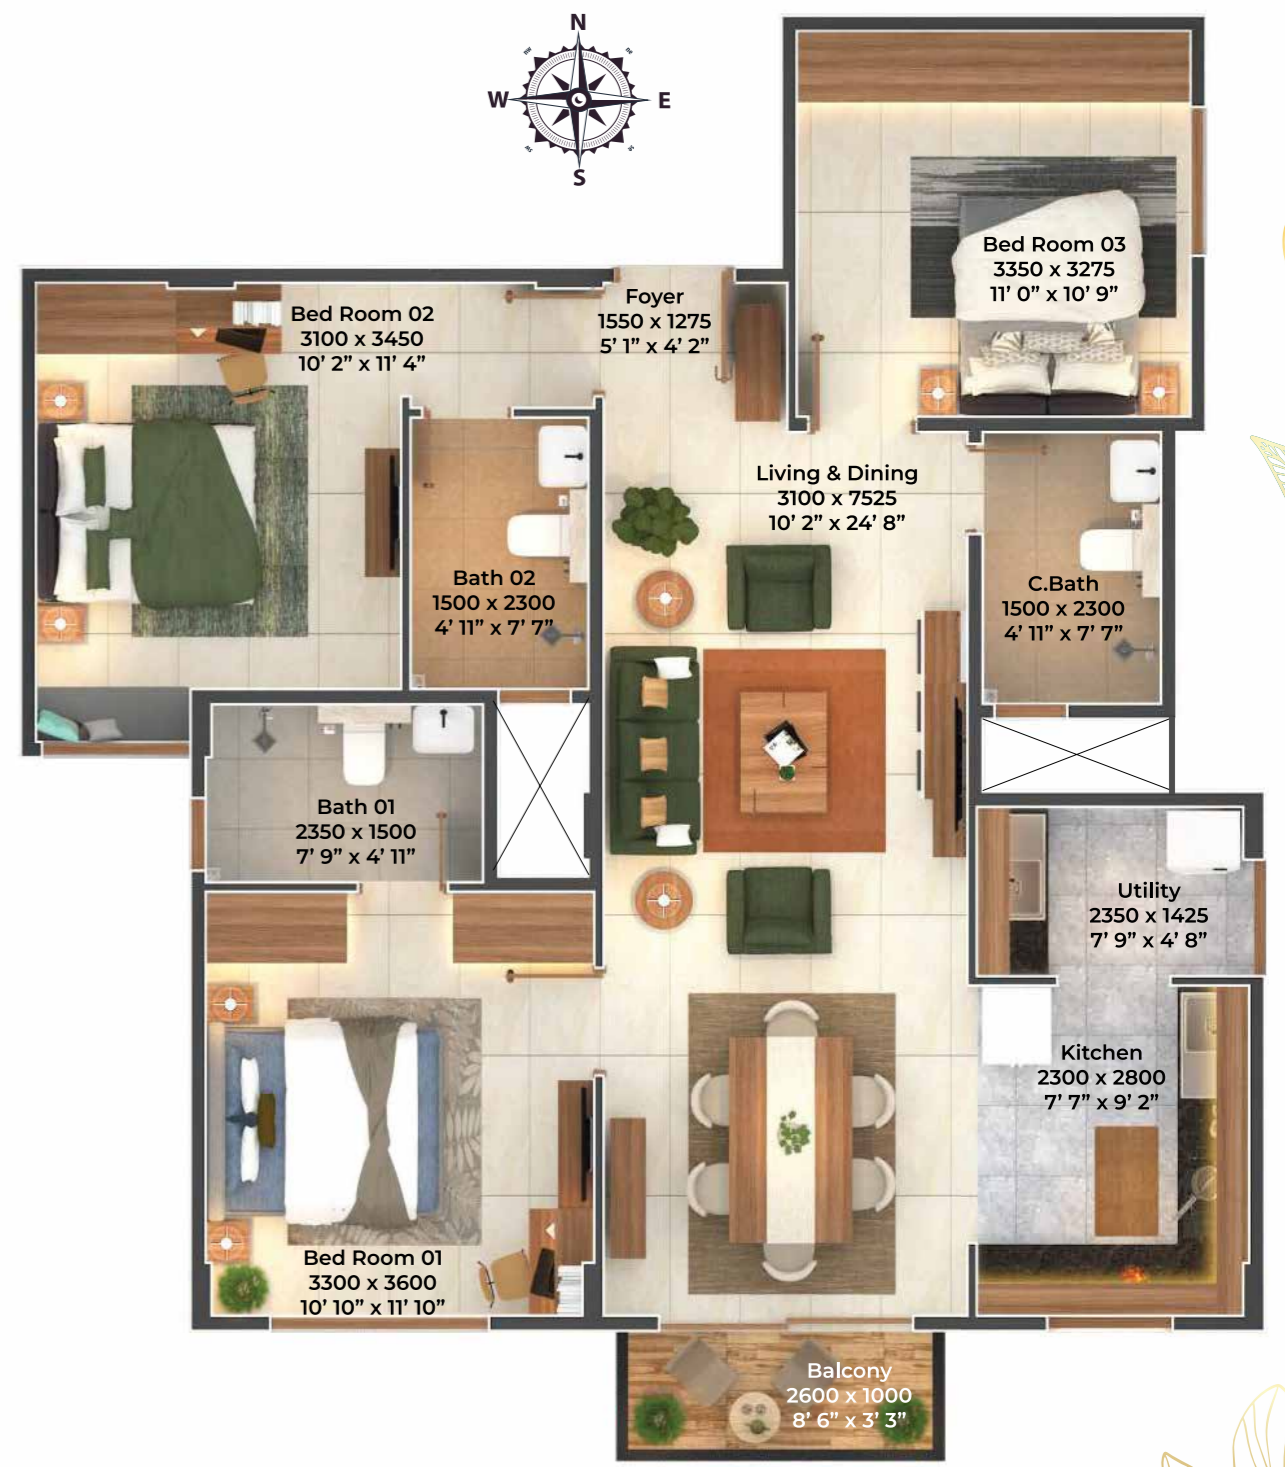 N
W E
S
Bed Room 03
3350 x 3275
11’ 0” x 10’ 9”
Foyer
1550 x 1275
5’ 1” x 4’ 2”
Bed Room 02
3100 x 3450
10’ 2” x 11’ 4”
Living & Dining
3100 x 7525
10’ 2” x 24’ 8”
Bath 02
1500 x 2300
4’ 11” x 7’ 7”
C.Bath
1500 x 2300
4’ 11” x 7’ 7”
Bath 01
2350 x 1500
7’ 9” x 4’ 11”
Utility
2350 x 1425
7’ 9” x 4’ 8”
Kitchen
2300 x 2800
7’ 7” x 9’ 2”
Bed Room 01
3300 x 3600
10’ 10” x 11’ 10”
Balcony
2600 x 1000
8’ 6” x 3’ 3”